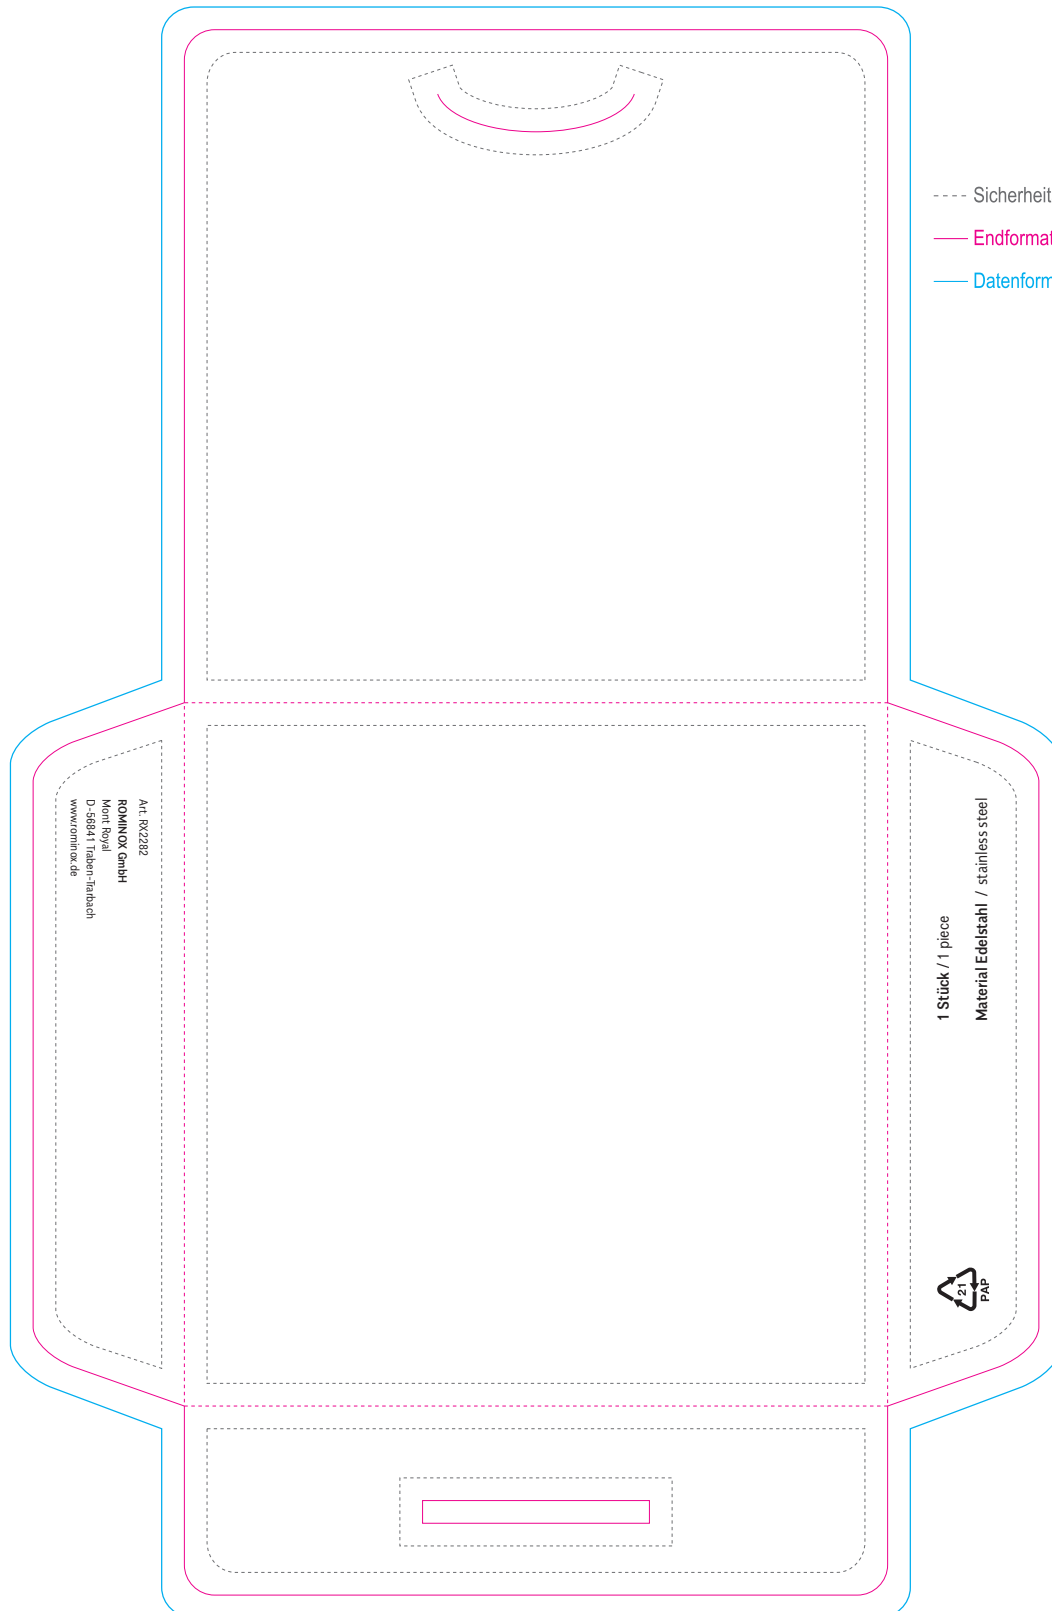 Sicherheit
Endformat
Datenform
Art. RX2282
ROMINOX GmbH
Mont Royal
D-56841 Traben-Trarbach
www.rominox.de
1 Stück / 1 piece
Material Edelstahl / stainless steel
21
PAP